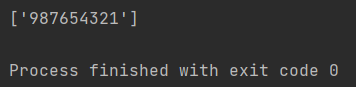 ['987654321']
Process finished with exit code 0